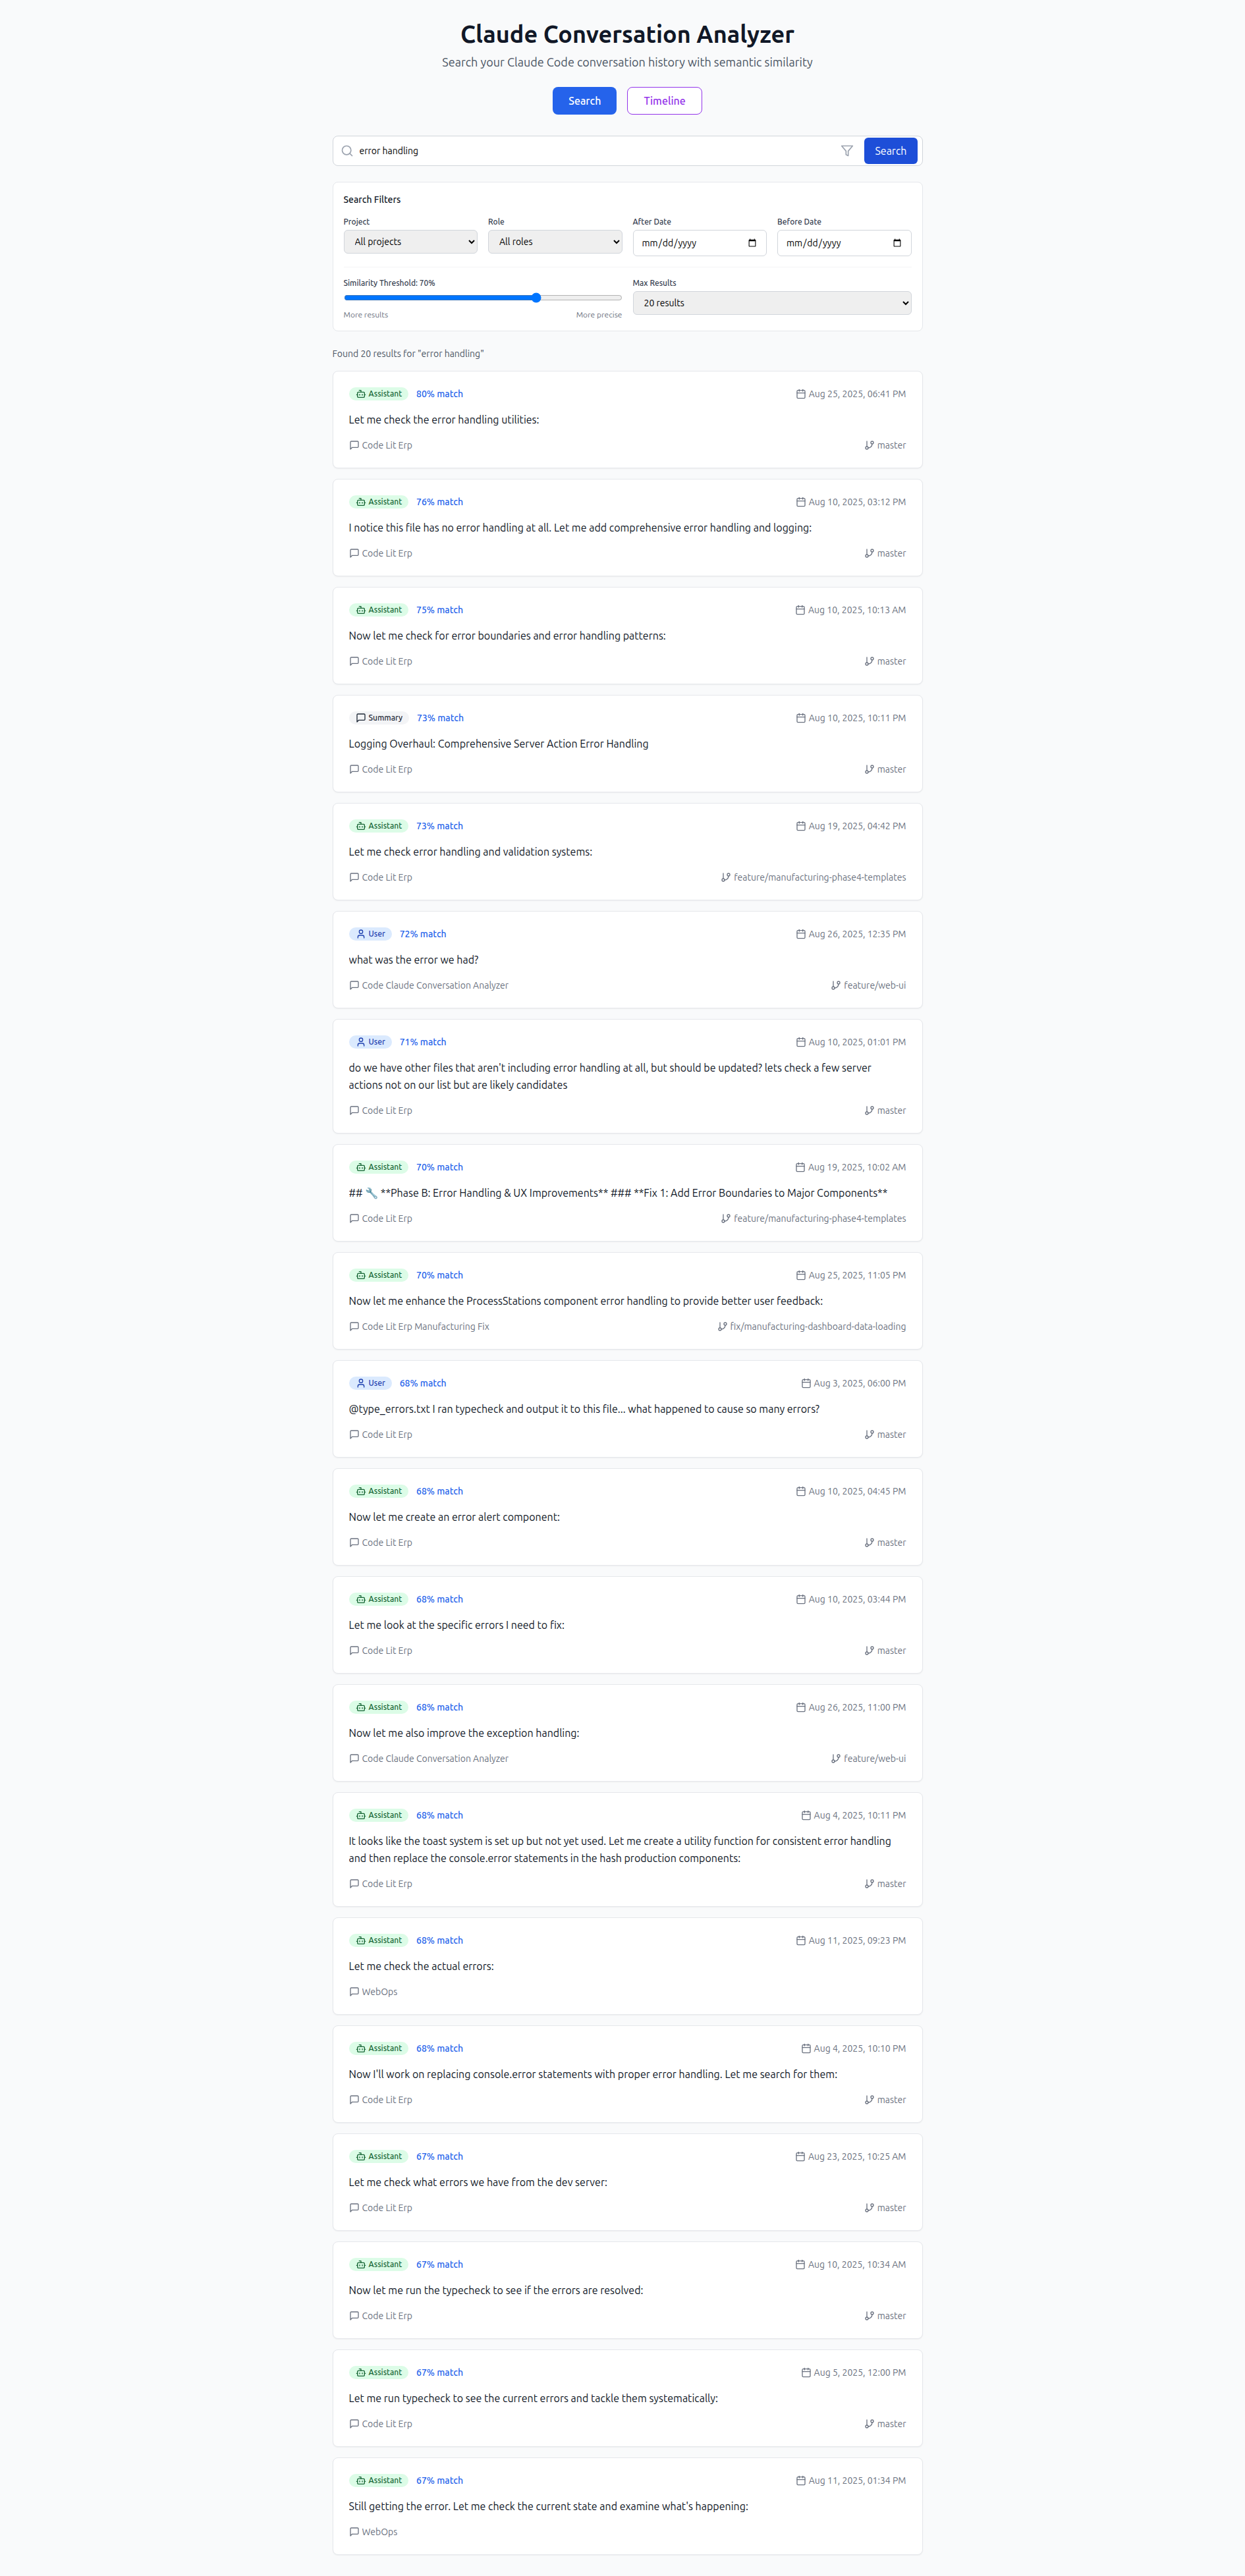 Claude Conversation Analyzer
Search your Claude Code conversation history with semantic similarity
Search
Timeline
error handling
Search
Search Filters
Project
Role
After Date
Before Date
All projects
All roles
mm/dd/yyyy
mm/dd/yyyy
Similarity Threshold: 70%
Max Results
20 results
More results
More precise
Found 20 results for "error handling"
Assistant 80% match Aug 25, 2025, 06:41 PM
Let me check the error handling utilities:
Code Lit Erp master
Assistant 76% match Aug 10, 2025, 03:12 PM
I notice this file has no error handling at all. Let me add comprehensive error handling and logging:
Code Lit Erp master
Assistant 75% match Aug 10, 2025, 10:13 AM
Now let me check for error boundaries and error handling patterns:
Code Lit Erp master
Summary 73% match Aug 10, 2025, 10:11 PM
Logging Overhaul: Comprehensive Server Action Error Handling
Code Lit Erp master
Assistant 73% match Aug 19, 2025, 04:42 PM
Let me check error handling and validation systems:
Code Lit Erp feature/manufacturing-phase4-templates
User 72% match Aug 26, 2025, 12:35 PM
what was the error we had?
Code Claude Conversation Analyzer feature/web-ui
User 71% match Aug 10, 2025, 01:01 PM
do we have other files that aren't including error handling at all, but should be updated? lets check a few server
actions not on our list but are likely candidates
Code Lit Erp master
Assistant 70% match Aug 19, 2025, 10:02 AM
## 🔧 **Phase B: Error Handling & UX Improvements** ### **Fix 1: Add Error Boundaries to Major Components**
Code Lit Erp feature/manufacturing-phase4-templates
Assistant 70% match Aug 25, 2025, 11:05 PM
Now let me enhance the ProcessStations component error handling to provide better user feedback:
Code Lit Erp Manufacturing Fix fix/manufacturing-dashboard-data-loading
User 68% match Aug 3, 2025, 06:00 PM
@type_errors.txt I ran typecheck and output it to this file... what happened to cause so many errors?
Code Lit Erp master
Assistant 68% match Aug 10, 2025, 04:45 PM
Now let me create an error alert component:
Code Lit Erp master
Assistant 68% match Aug 10, 2025, 03:44 PM
Let me look at the specific errors I need to fix:
Code Lit Erp master
Assistant 68% match Aug 26, 2025, 11:00 PM
Now let me also improve the exception handling:
Code Claude Conversation Analyzer feature/web-ui
Assistant 68% match Aug 4, 2025, 10:11 PM
It looks like the toast system is set up but not yet used. Let me create a utility function for consistent error handling
and then replace the console.error statements in the hash production components:
Code Lit Erp master
Assistant 68% match Aug 11, 2025, 09:23 PM
Let me check the actual errors:
WebOps
Assistant 68% match Aug 4, 2025, 10:10 PM
Now I'll work on replacing console.error statements with proper error handling. Let me search for them:
Code Lit Erp master
Assistant 67% match Aug 23, 2025, 10:25 AM
Let me check what errors we have from the dev server:
Code Lit Erp master
Assistant 67% match Aug 10, 2025, 10:34 AM
Now let me run the typecheck to see if the errors are resolved:
Code Lit Erp master
Assistant 67% match Aug 5, 2025, 12:00 PM
Let me run typecheck to see the current errors and tackle them systematically:
Code Lit Erp master
Assistant 67% match Aug 11, 2025, 01:34 PM
Still getting the error. Let me check the current state and examine what's happening:
WebOps